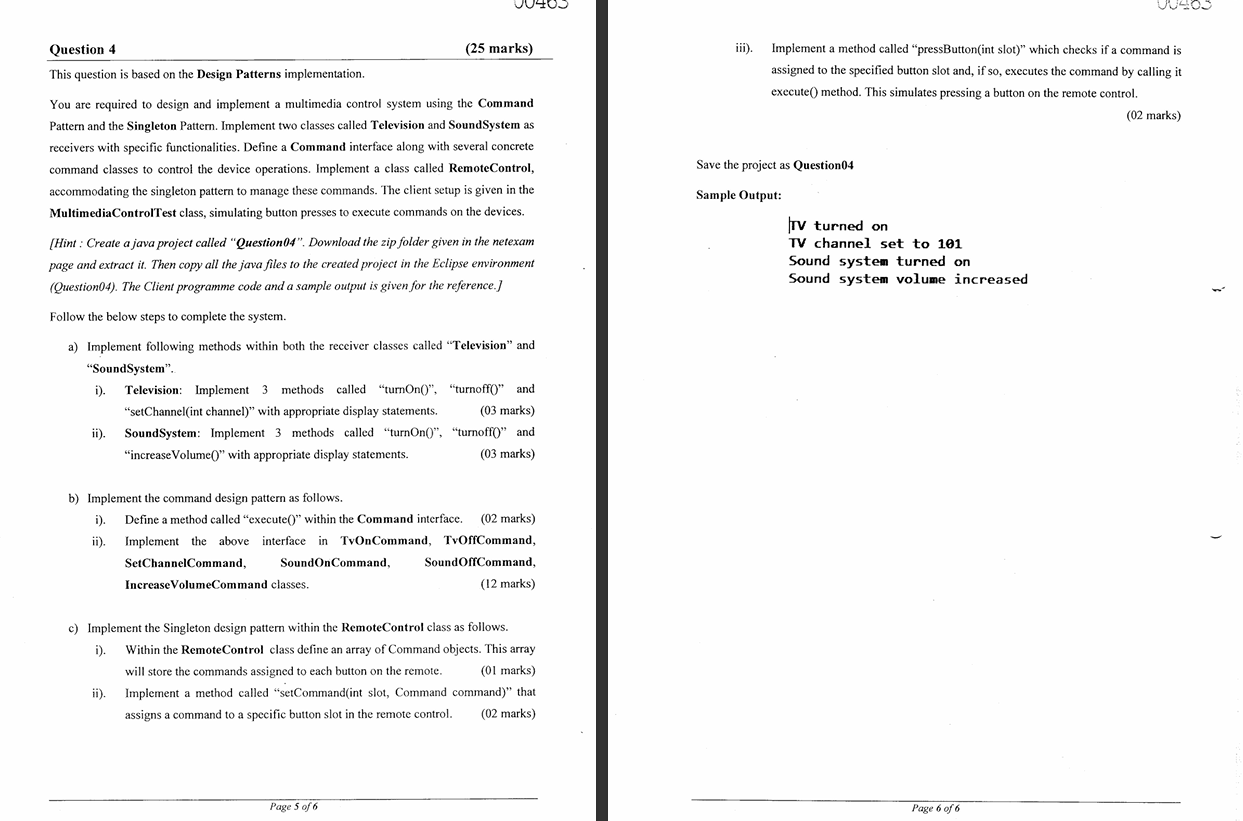 Question 4 (25 marks)
This question is based on the Design Patterns implementation.
You are required to design and implement a multimedia control system using the Command
Pattern and the Singleton Pattern. Implement two classes called Television and SoundSystem as
receivers with specific functionalities. Define a Command interface along with several concrete
command classes to control the device operations. Implement a class called RemoteControl,
accommodating the singleton pattern to manage these commands. The client setup is given in the
MultimediaControlTest class, simulating button presses to execute commands on the devices.
[Hint : Create a java project called "Question04". Download the zip folder given in the netexam
page and extract it. Then copy all the java files to the created project in the Eclipse environment
(Question04). The Client programme code and a sample output is given for the reference.]
Follow the below steps to complete the system.
a) Implement following methods within both the receiver classes called "Television" and
"SoundSystem".
i). Television: Implement 3 methods called "turnOn()", "turnoff()" and
"setChannel(int channel)" with appropriate display statements. (03 marks)
ii). SoundSystem: Implement 3 methods called "turnOn()", "turnoff()" and
"increaseVolume()" with appropriate display statements. (03 marks)
b) Implement the command design pattern as follows.
i). Define a method called "execute()" within the Command interface. (02 marks)
ii). Implement the above interface in TvOnCommand, TvOffCommand,
SetChannelCommand, SoundOnCommand, SoundOffCommand,
IncreaseVolumeCommand classes. (12 marks)
c) Implement the Singleton design pattern within the RemoteControl class as follows.
i). Within the RemoteControl class define an array of Command objects. This array
will store the commands assigned to each button on the remote. (01 marks)
ii). Implement a method called "setCommand(int slot, Command command)" that
assigns a command to a specific button slot in the remote control. (02 marks)
Page 5 of 6
iii). Implement a method called "pressButton(int slot)" which checks if a command is
assigned to the specified button slot and, if so, executes the command by calling it
execute() method. This simulates pressing a button on the remote control.
(02 marks)
Save the project as Question04
Sample Output:
TV turned on
TV channel set to 101
Sound system turned on
Sound system volume increased
Page 6 of 6